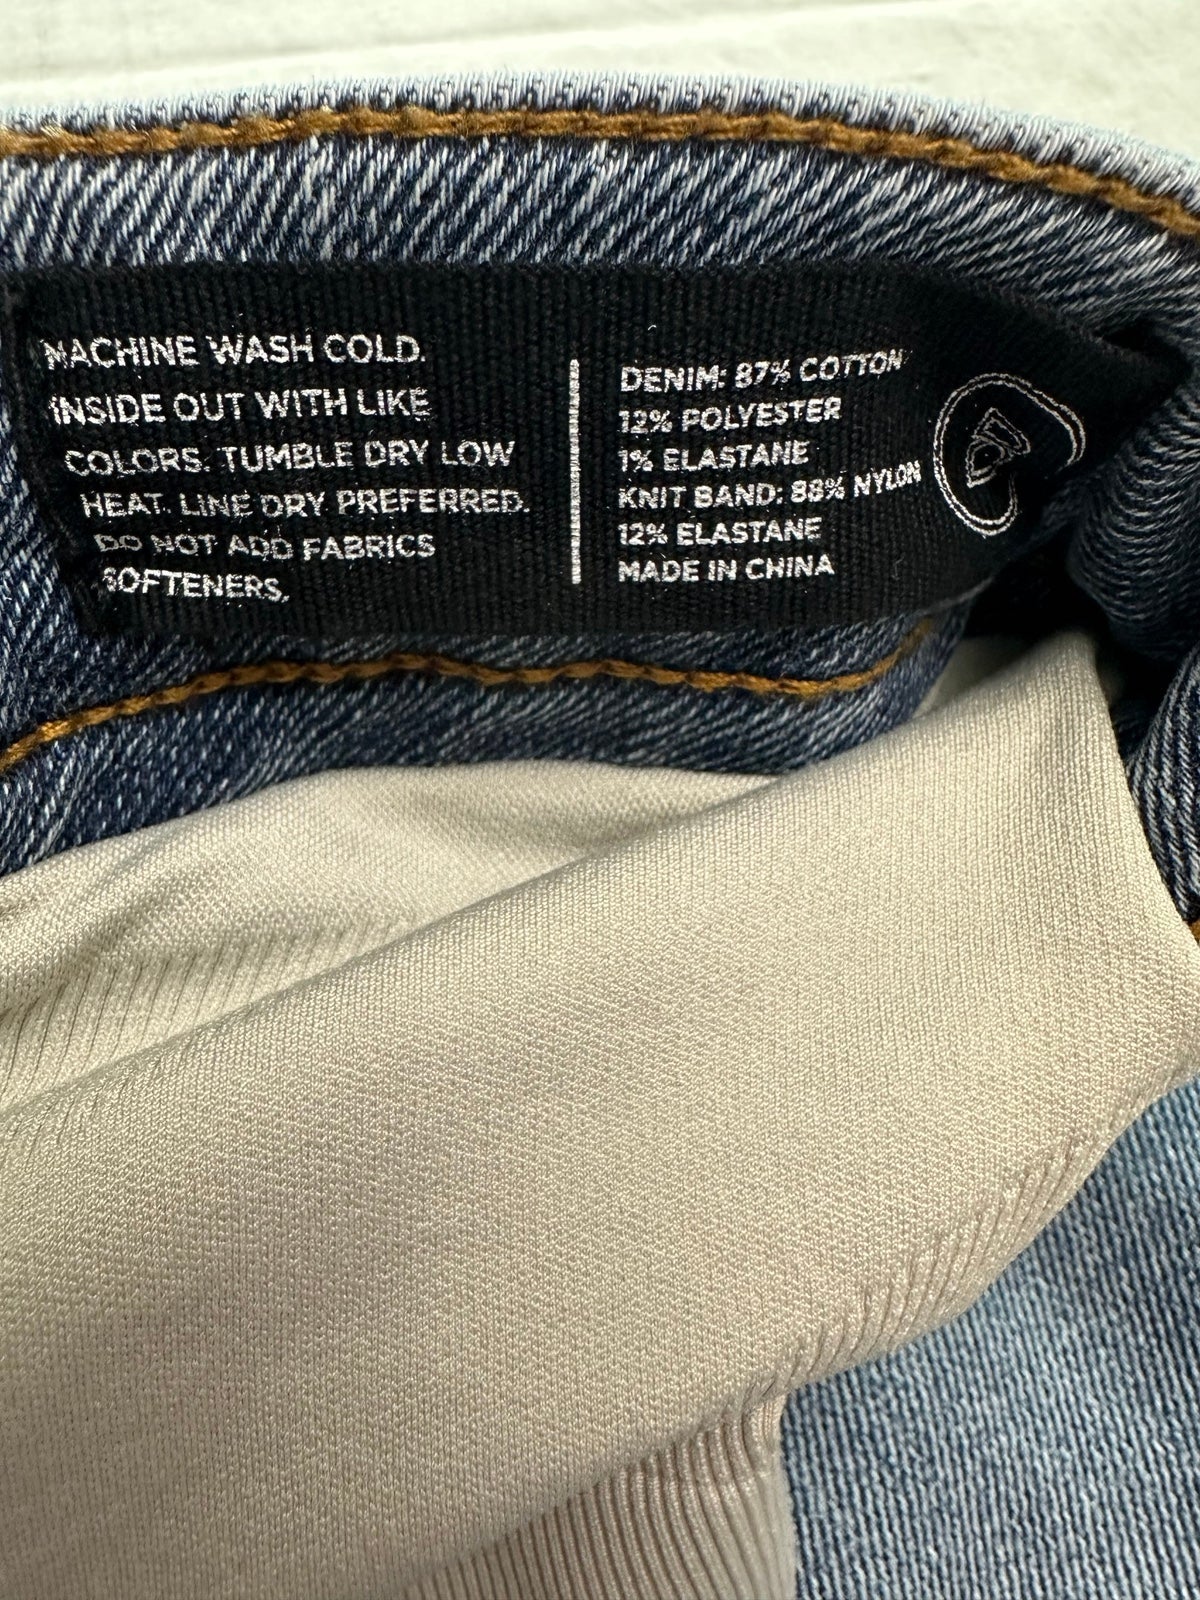 MACHINE WASH COLD.
INSIDE OUT WITH LIKE
COLORS. TUMBLE DRY LOW
HEAT. LINE DRY PREFERRED.
DO NOT ADD FABRICS
SOFTENERS.
DENIM: 87% COTTON
12% POLYESTER
1% ELASTANE
KNIT BAND: 88% NYLON
12% ELASTANE
MADE IN CHINA